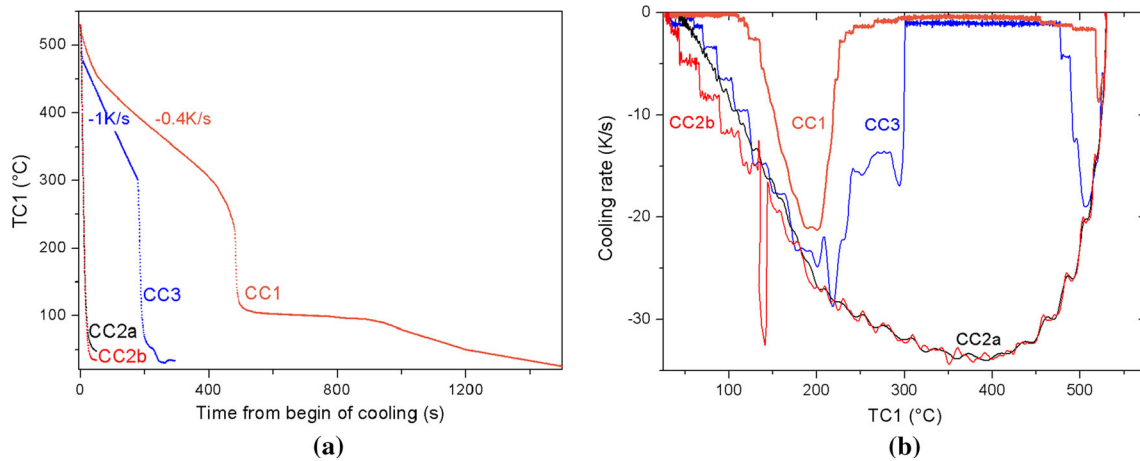 500
400
300
200
100
0
400
800
1200
TC1 (°C)
Time from begin of cooling (s)
-1K/s
-0.4K/s
CC3
CC1
CC2a
CC2b
(a)
0
-10
-20
-30
100
200
300
400
500
Cooling rate (K/s)
TC1 (°C)
CC2b
CC1
CC3
CC2a
(b)